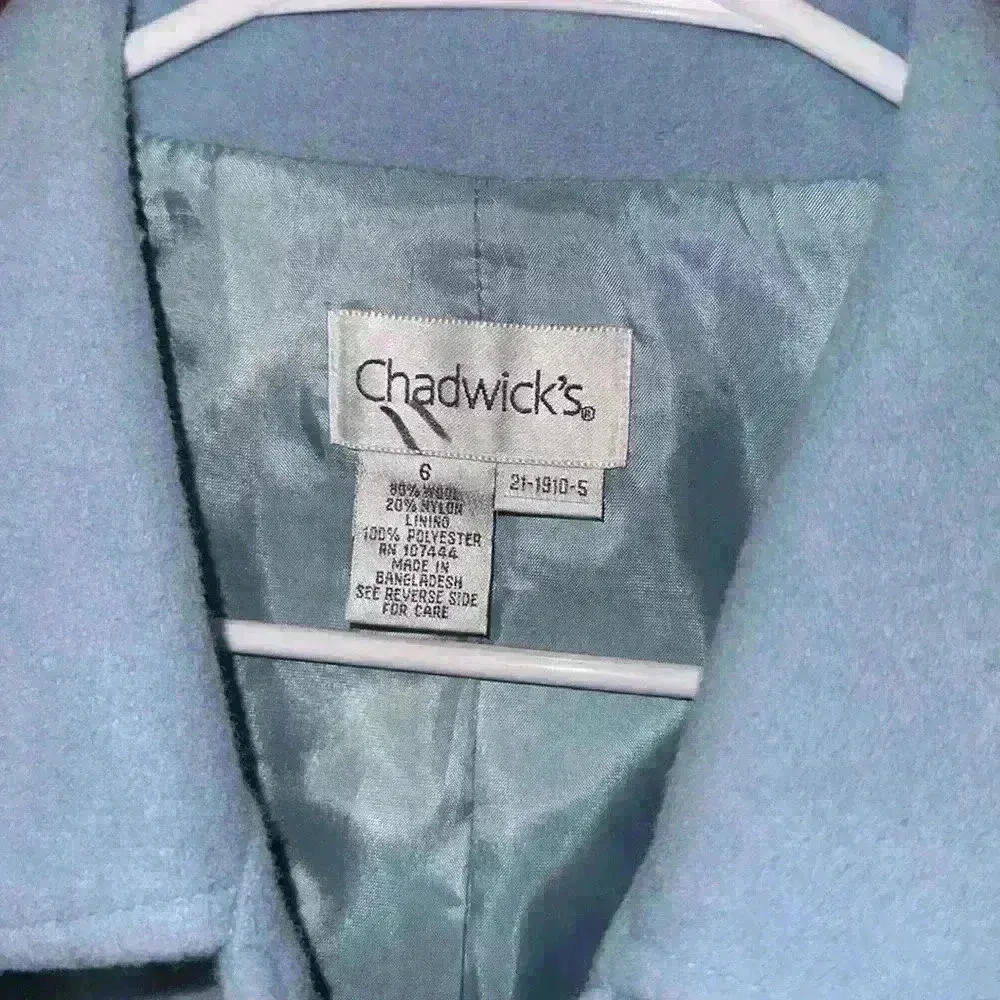 Chadwick's®
6
21-1910-5
80% WOOL
20% NYLON
LINING
100% POLYESTER
RN 107444
MADE IN
BANGLADESH
SEE REVERSE SIDE
FOR CARE